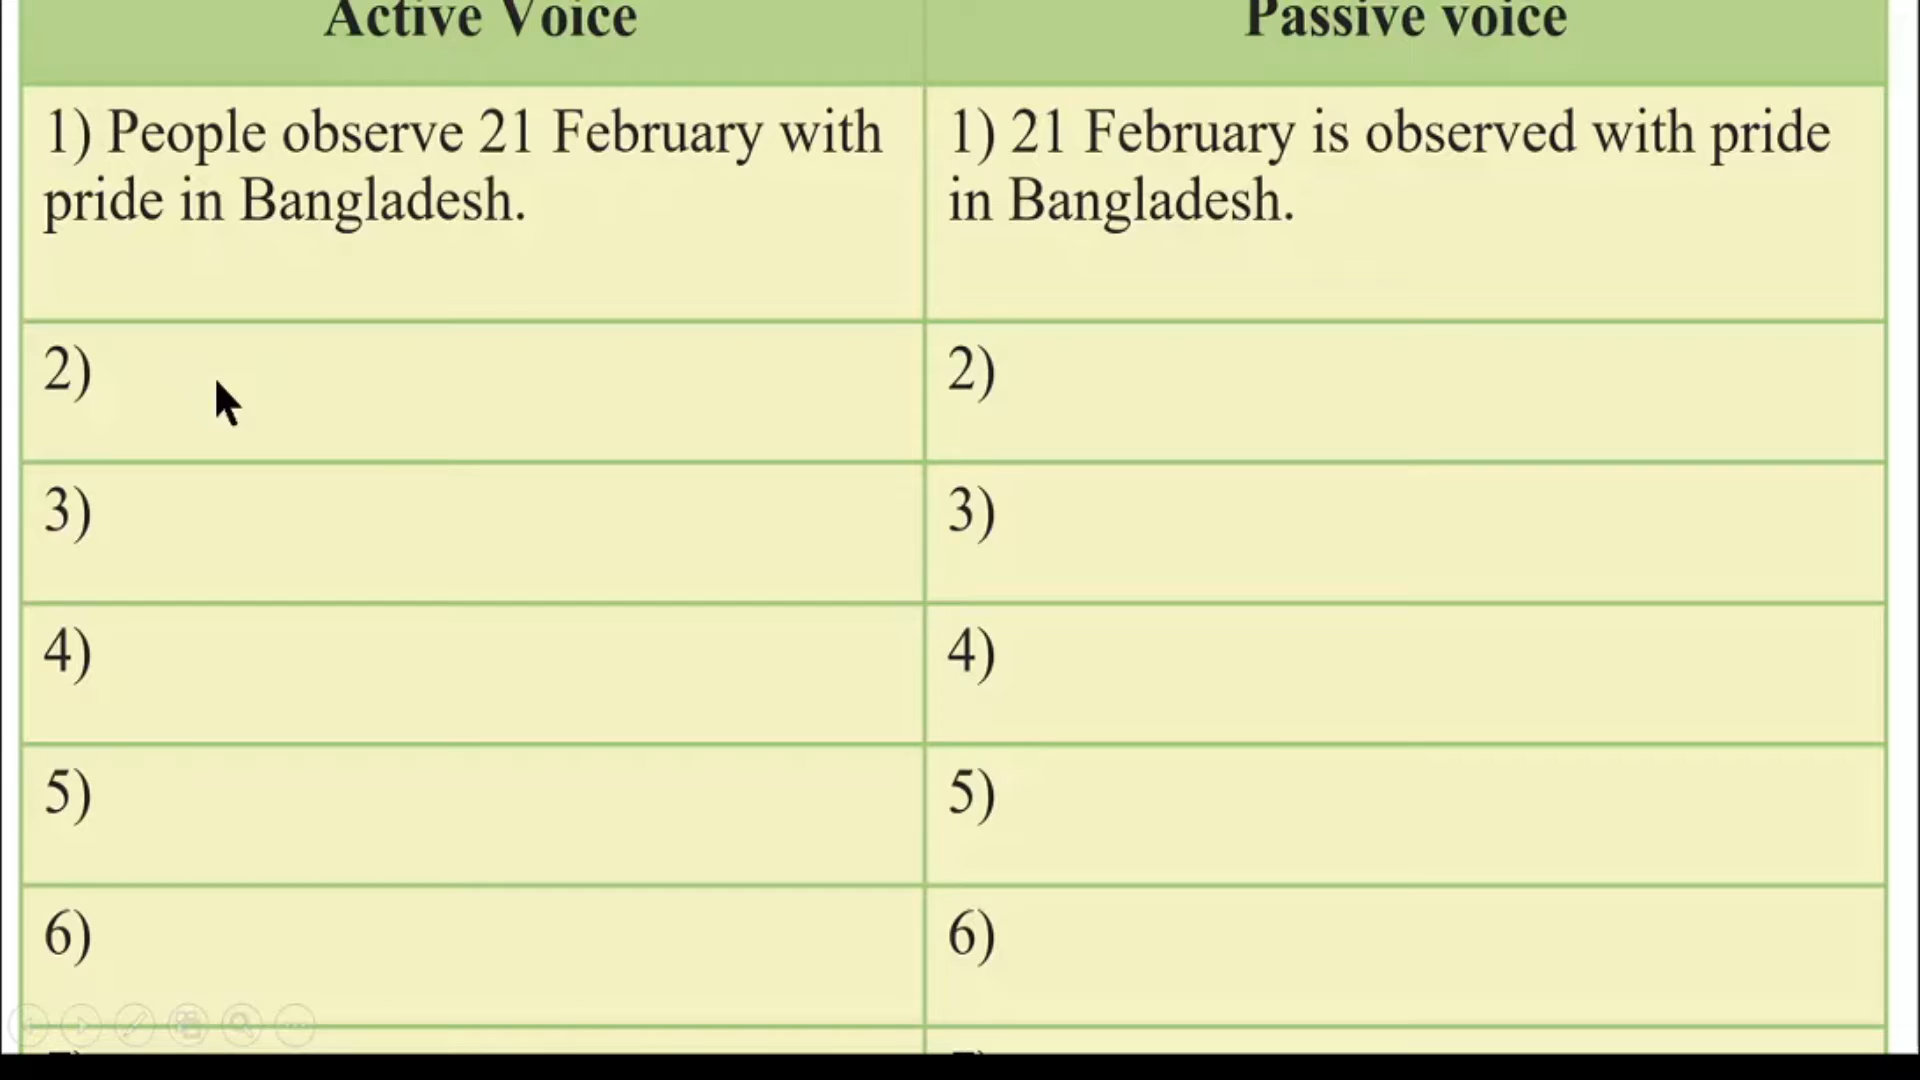 Active Voice
Passive voice
1) People observe 21 February with
pride in Bangladesh.
1) 21 February is observed with pride
in Bangladesh.
2)
2)
3)
3)
4)
4)
5)
5)
6)
6)